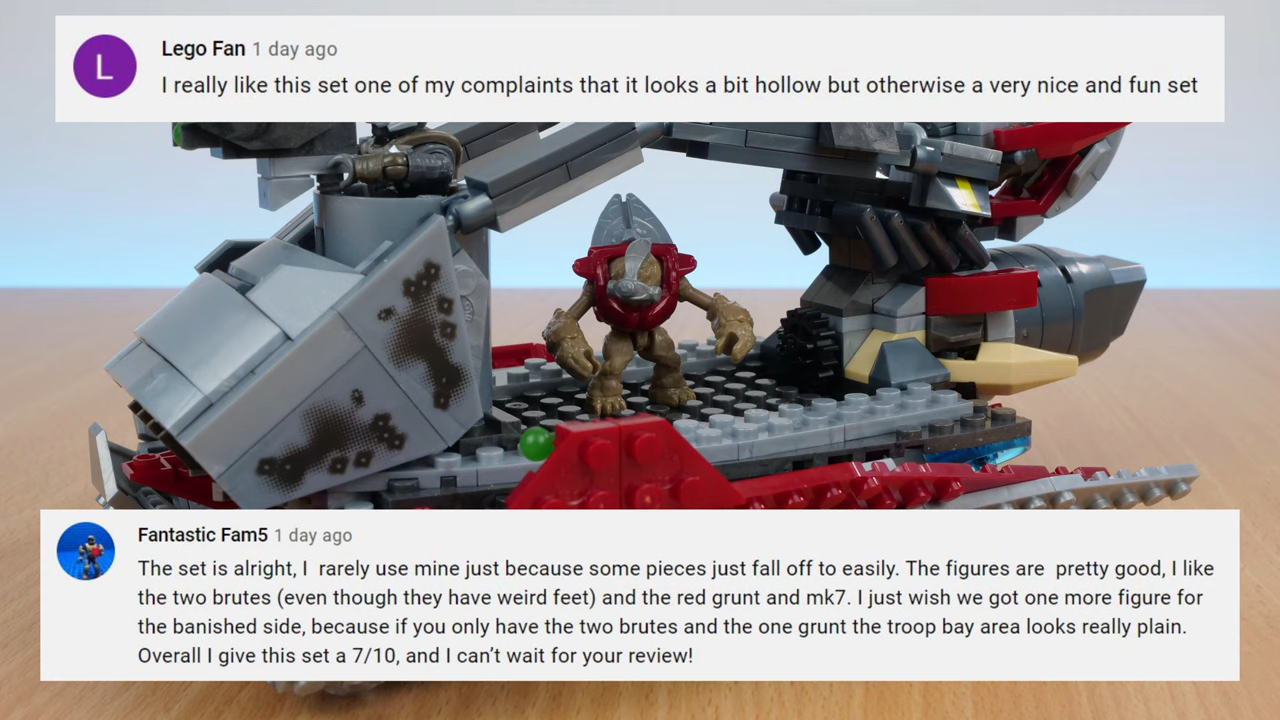 L
Lego Fan 1 day ago
I really like this set one of my complaints that it looks a bit hollow but otherwise a very nice and fun set
Fantastic Fam5 1 day ago
The set is alright, I  rarely use mine just because some pieces just fall off to easily. The figures are  pretty good, I like
the two brutes (even though they have weird feet) and the red grunt and mk7. I just wish we got one more figure for
the banished side, because if you only have the two brutes and the one grunt the troop bay area looks really plain.
Overall I give this set a 7/10, and I can’t wait for your review!